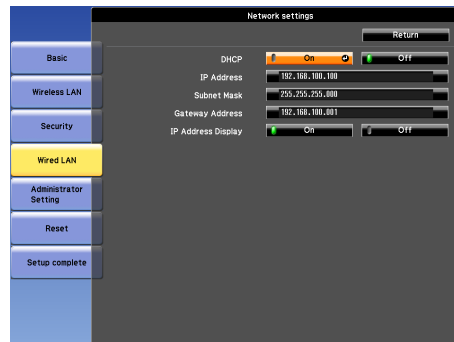 Network settings
Return
Basic
DHCP On Off
IP Address 192.168.100.100
Wireless LAN
Subnet Mask 255.255.255.000
Gateway Address 192.168.100.001
Security
IP Address Display On Off
Wired LAN
Administrator
Setting
Reset
Setup complete